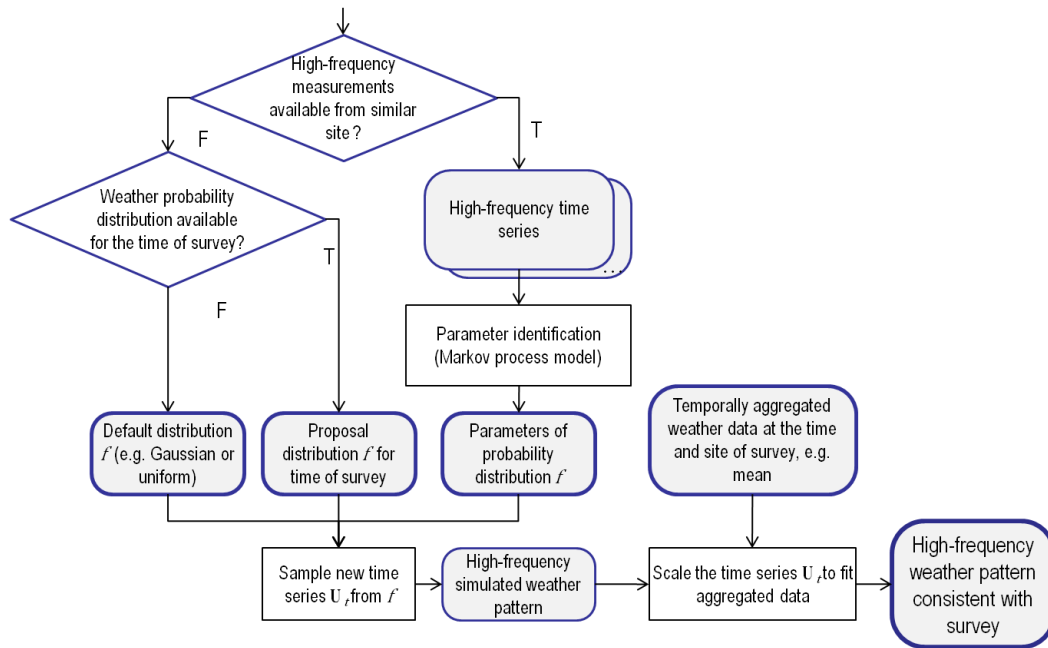 High-frequency
measurements
available from similar
site ?
F
T
Weather probability
distribution available
for the time of survey?
T
F
High-frequency time
series
...
Parameter identification
(Markov process model)
Default distribution
f (e.g. Gaussian or
uniform)
Proposal
distribution f for
time of survey
Parameters of
probability
distribution f
Temporally aggregated
weather data at the time
and site of survey, e.g.
mean
Sample new time
series U t from f
High-frequency
simulated weather
pattern
Scale the time series U t to fit
aggregated data
High-frequency
weather pattern
consistent with
survey